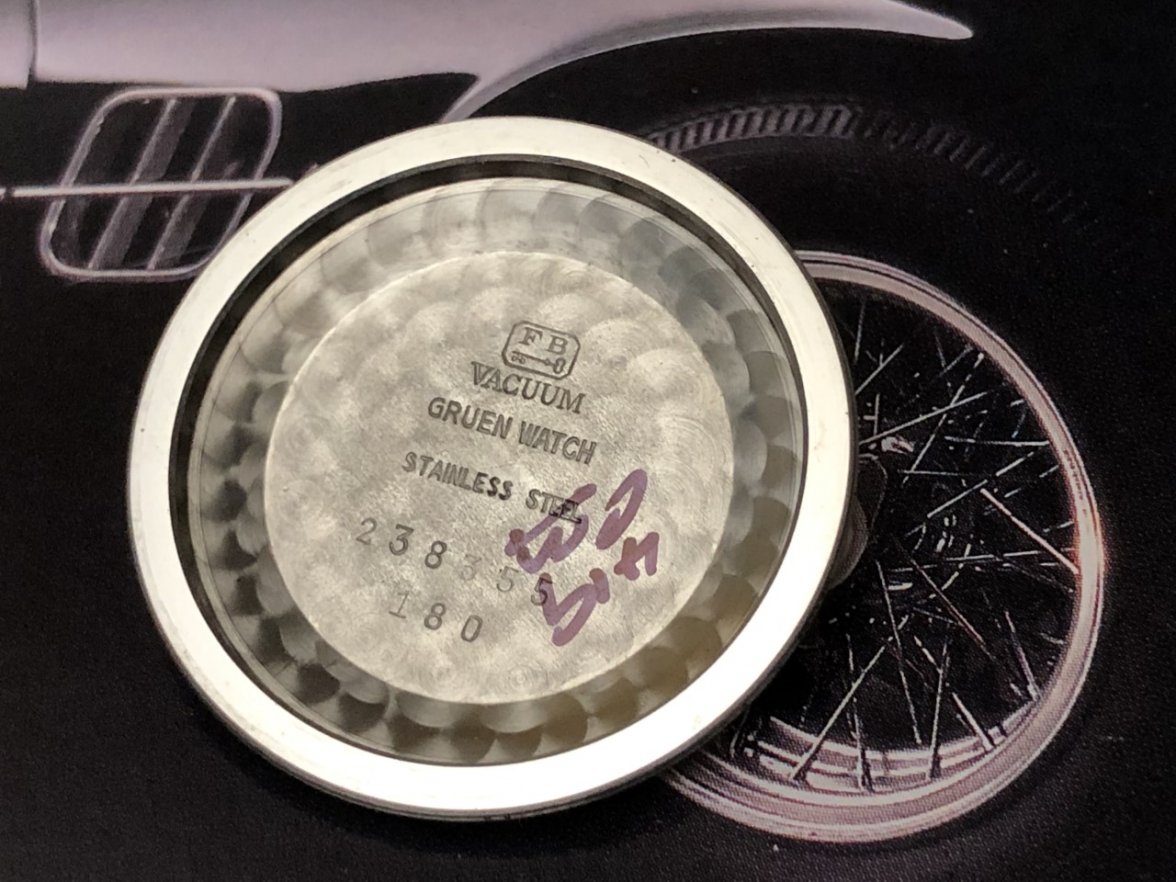 FB
VACUUM
GRUEN WATCH
STAINLESS STEEL
238355
180